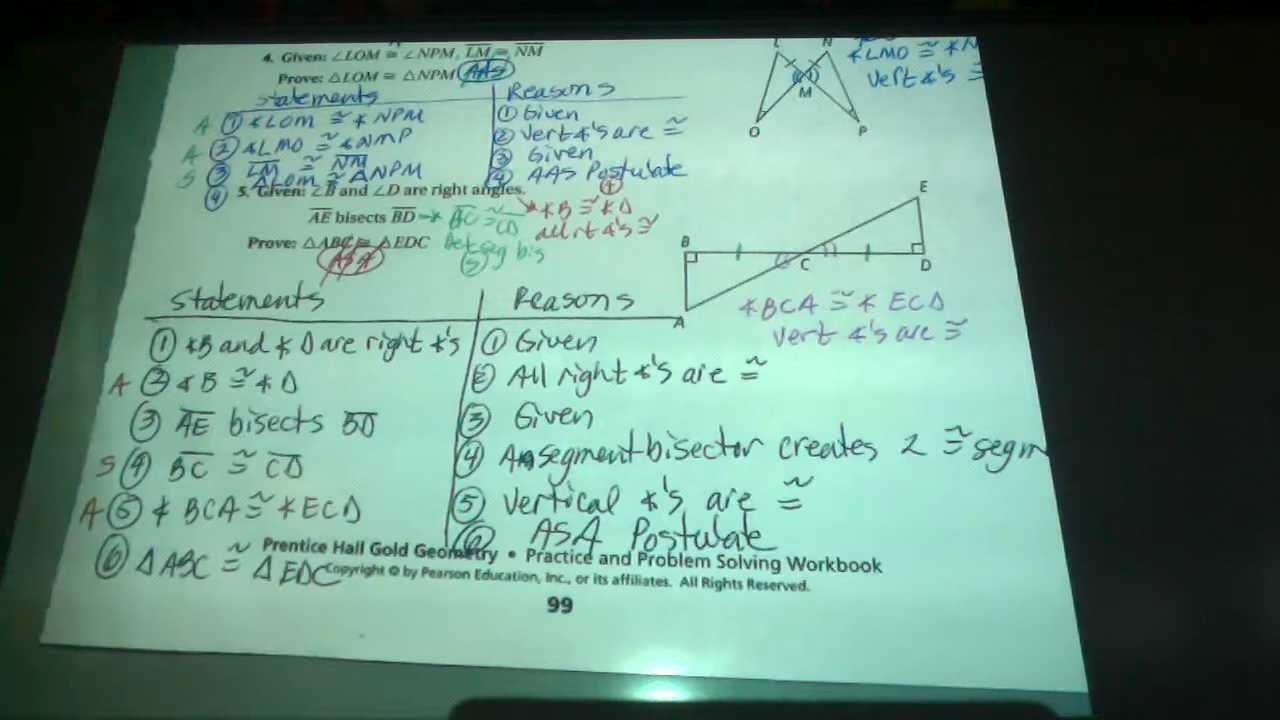 4. Given: ∠LOM ≅ ∠NPM, LM ≅ NM
Prove: △LOM ≅ △NPM AAS
Statements Reasons
A ① ∡LOM ≅ ∡NPM ① Given
A ② ∡LMO ≅ ∡NMP ② Vert ∡'s are ≅
S ③ LM ≅ NM ③ Given
④ △LOM ≅ △NPM ④ AAS Postulate
L N
M
O P
∡LMO ≅ ∡N
Vert ∡'s ≅
5. Given: ∠B and ∠D are right angles.
∡B ≅ ∡D
all rt ∡'s ≅
AE bisects BD → BC ≅ CD
Def seg bis
Prove: △ABC ≅ △EDC
ASA
E
B
C
D
A
∡BCA ≅ ∡ECD
Vert ∡'s are ≅
Statements Reasons
① ∡B and ∡D are right ∡'s ① Given
A ② ∡B ≅ ∡D ② All right ∡'s are ≅
③ AE bisects BD ③ Given
S ④ BC ≅ CD ④ A segment bisector creates 2 ≅ segm
A ⑤ ∡BCA ≅ ∡ECD ⑤ Vertical ∡'s are ≅
⑥ △ABC ≅ △EDC ⑥ ASA Postulate
Prentice Hall Gold Geometry • Practice and Problem Solving Workbook
Copyright © by Pearson Education, Inc., or its affiliates. All Rights Reserved.
99